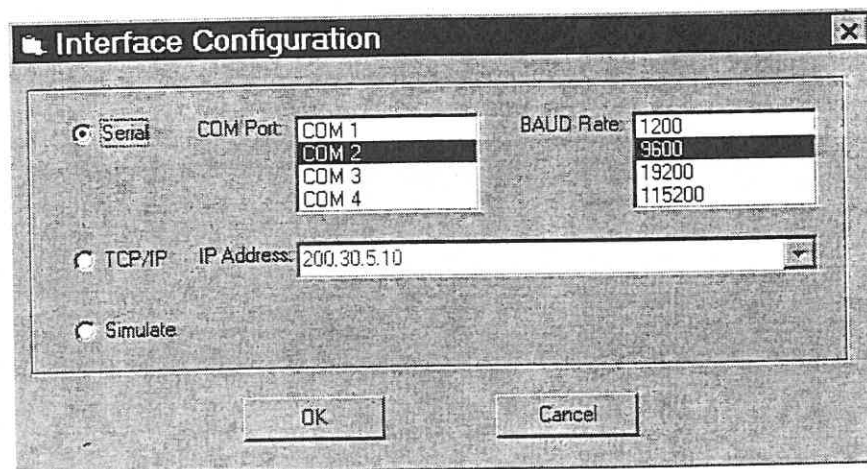 Interface Configuration
Serial COM Port: COM 1 BAUD Rate: 1200
COM 2 9600
COM 3 19200
COM 4 115200
TCP/IP IP Address: 200.30.5.10
Simulate
OK Cancel